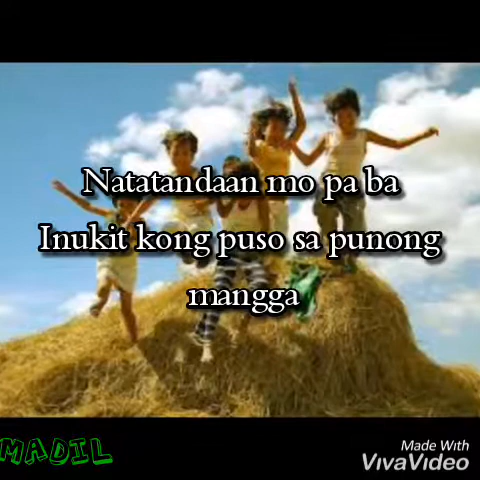 Natatandaan mo pa ba
Inukit kong puso sa punong
mangga
MADIL
Made With
VivaVideo